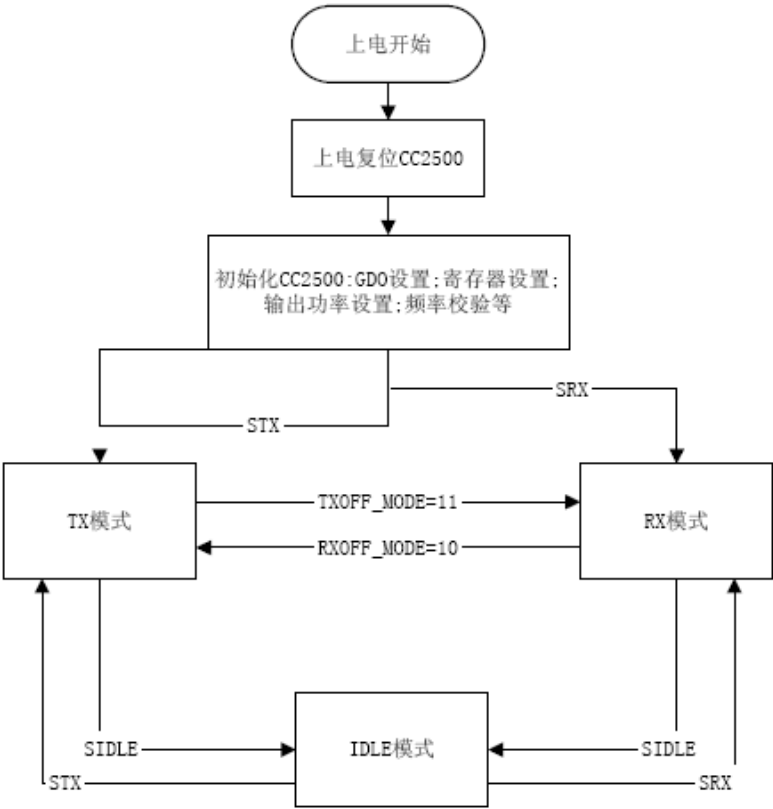 上电开始
上电复位CC2500
初始化CC2500:GDO设置;寄存器设置;
输出功率设置;频率校验等
SRX
STX
TX模式
TXOFF_MODE=11
RX模式
RXOFF_MODE=10
SIDLE
IDLE模式
SIDLE
STX
SRX